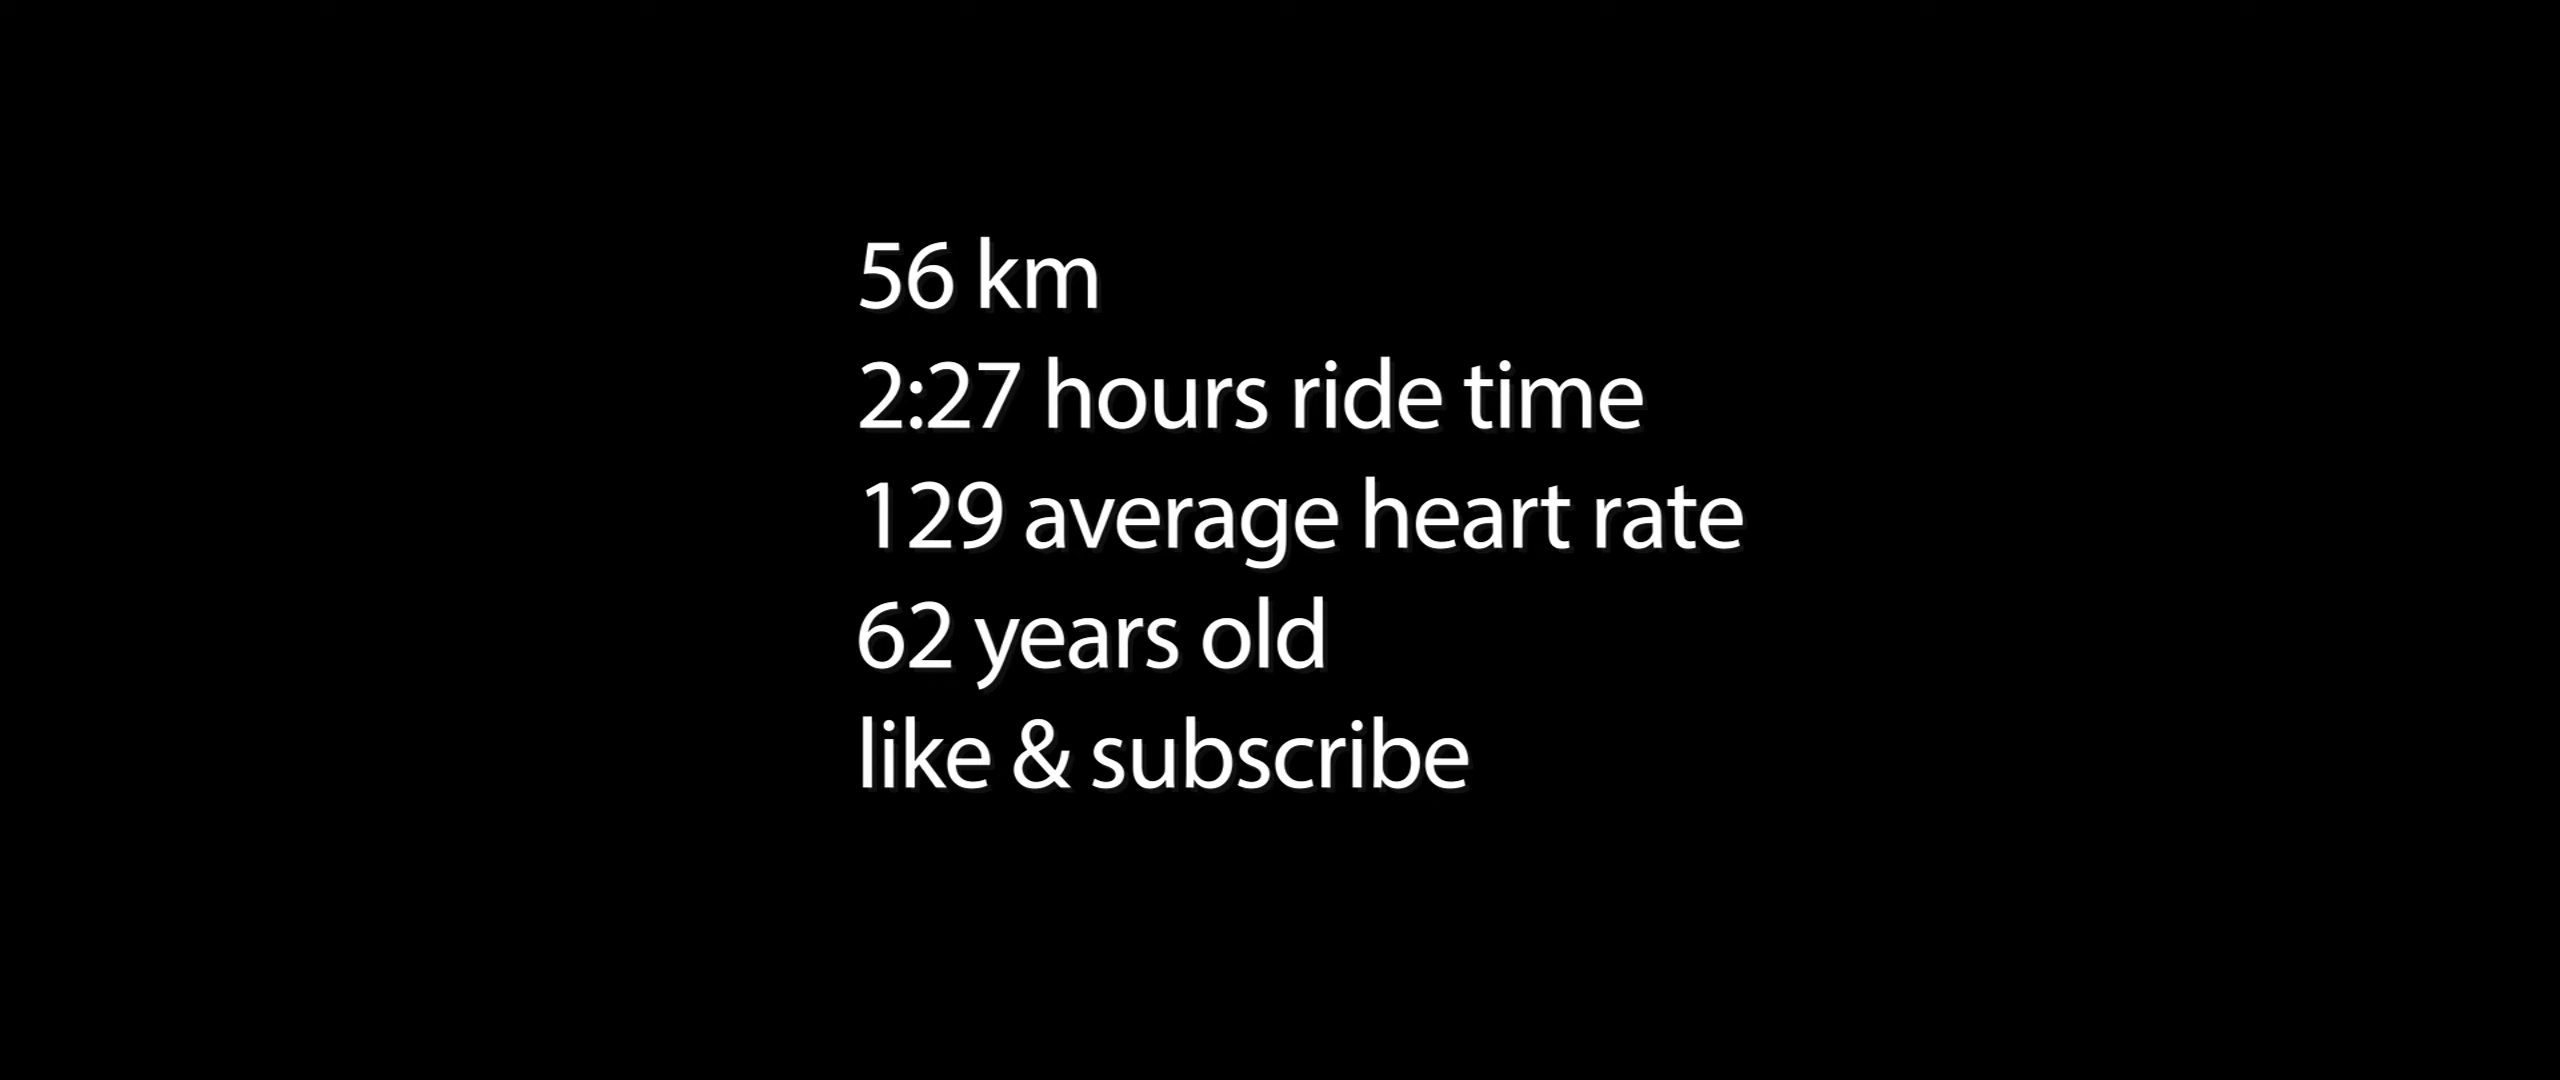 56 km
2:27 hours ride time
129 average heart rate
62 years old
like & subscribe